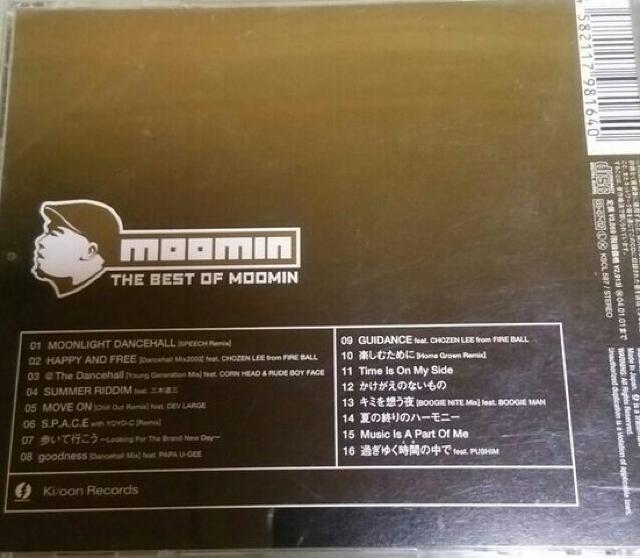 moomin
THE BEST OF MOOMIN
01 MOONLIGHT DANCEHALL [SPEECH Remix]
02 HAPPY AND FREE [Dancehall Mix2003] feat. CHOZEN LEE from FIRE BALL
03 @The Dancehall [Young Generation Mix] feat. CORN HEAD & RUDE BOY FACE
04 SUMMER RIDDIM feat. 三木道三
05 MOVE ON [Chill Out Remix] feat. DEV LARGE
06 S.P.A.C.E with YOYO-C [Remix]
07 歩いて行こう ~Looking For The Brand New Day~
08 goodness [Dancehall Mix] feat. PAPA U-GEE
09 GUIDANCE feat. CHOZEN LEE from FIRE BALL
10 楽しむために [Home Grown Remix]
11 Time Is On My Side
12 かけがえのないもの
13 キミを想う夜 [BOOGIE NITE Mix] feat. BOOGIE MAN
14 夏の終りのハーモニー
15 Music Is A Part Of Me
16 過ぎゆく時間の中で feat. PUSHIM
Ki/oon Records
582117 981640
KSCL 597 / STEREO